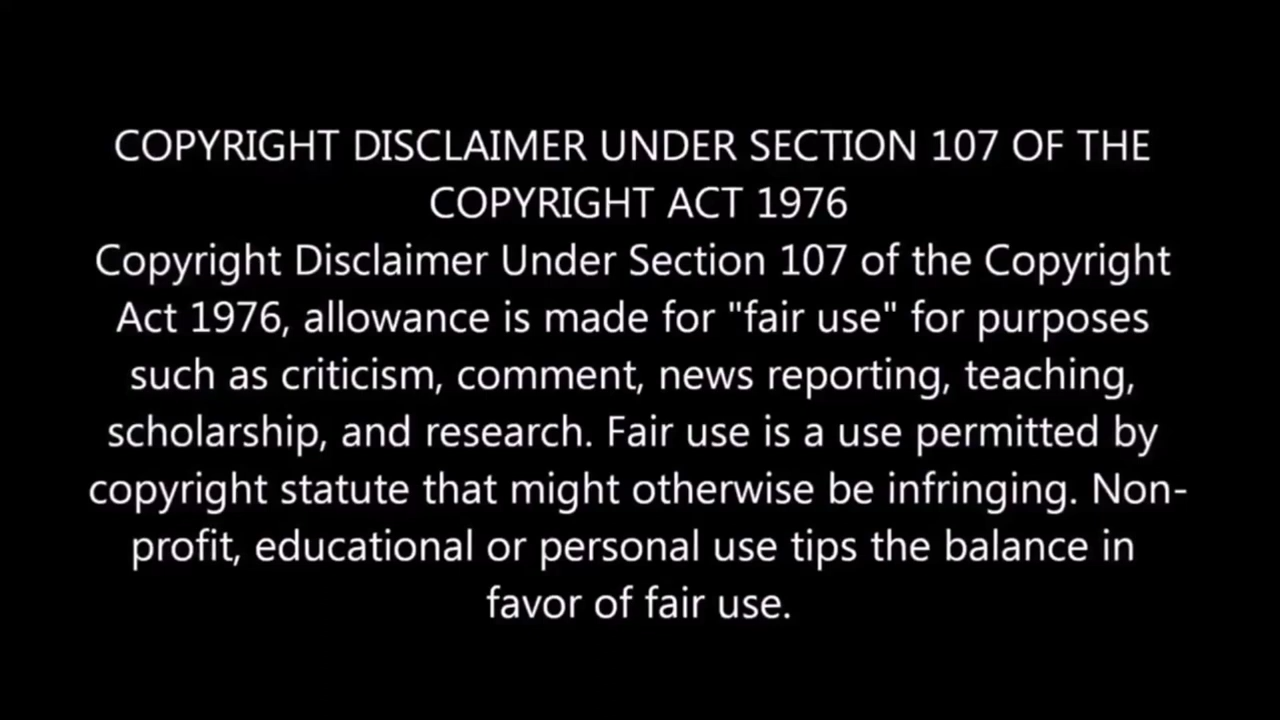 COPYRIGHT DISCLAIMER UNDER SECTION 107 OF THE
COPYRIGHT ACT 1976
Copyright Disclaimer Under Section 107 of the Copyright
Act 1976, allowance is made for "fair use" for purposes
such as criticism, comment, news reporting, teaching,
scholarship, and research. Fair use is a use permitted by
copyright statute that might otherwise be infringing. Non-
profit, educational or personal use tips the balance in
favor of fair use.